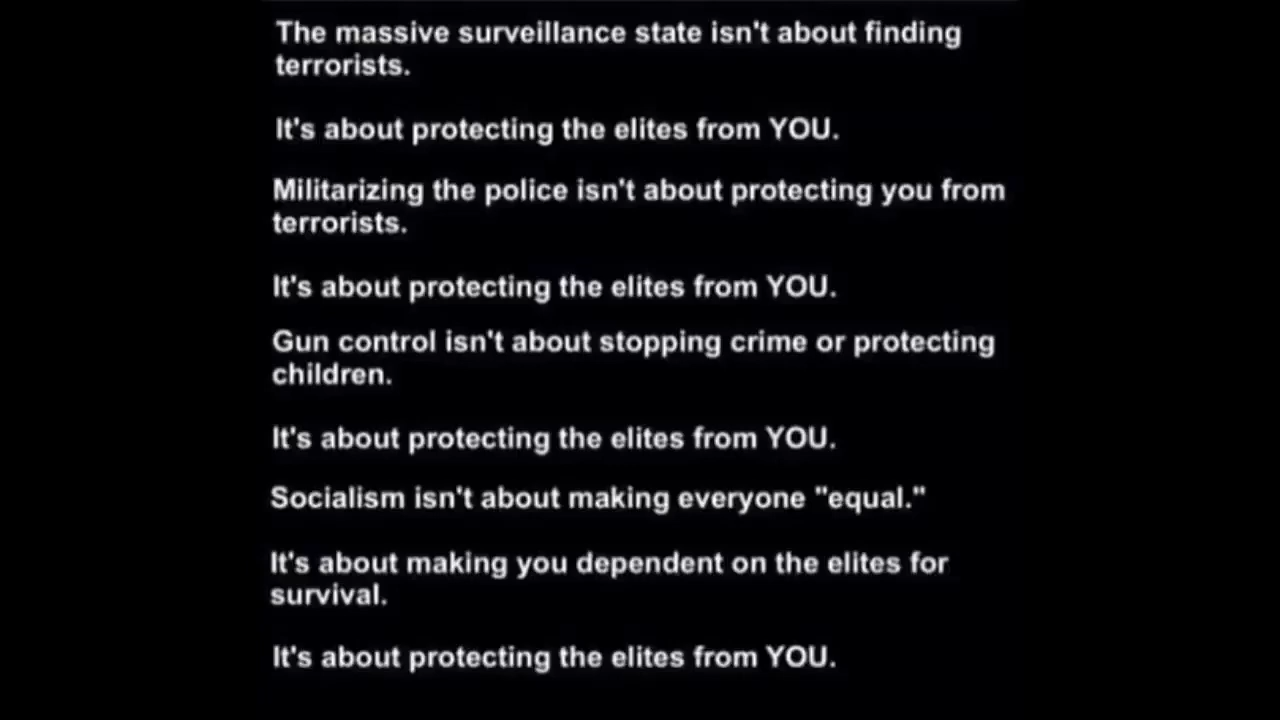 The massive surveillance state isn't about finding
terrorists.
It's about protecting the elites from YOU.
Militarizing the police isn't about protecting you from
terrorists.
It's about protecting the elites from YOU.
Gun control isn't about stopping crime or protecting
children.
It's about protecting the elites from YOU.
Socialism isn't about making everyone "equal."
It's about making you dependent on the elites for
survival.
It's about protecting the elites from YOU.